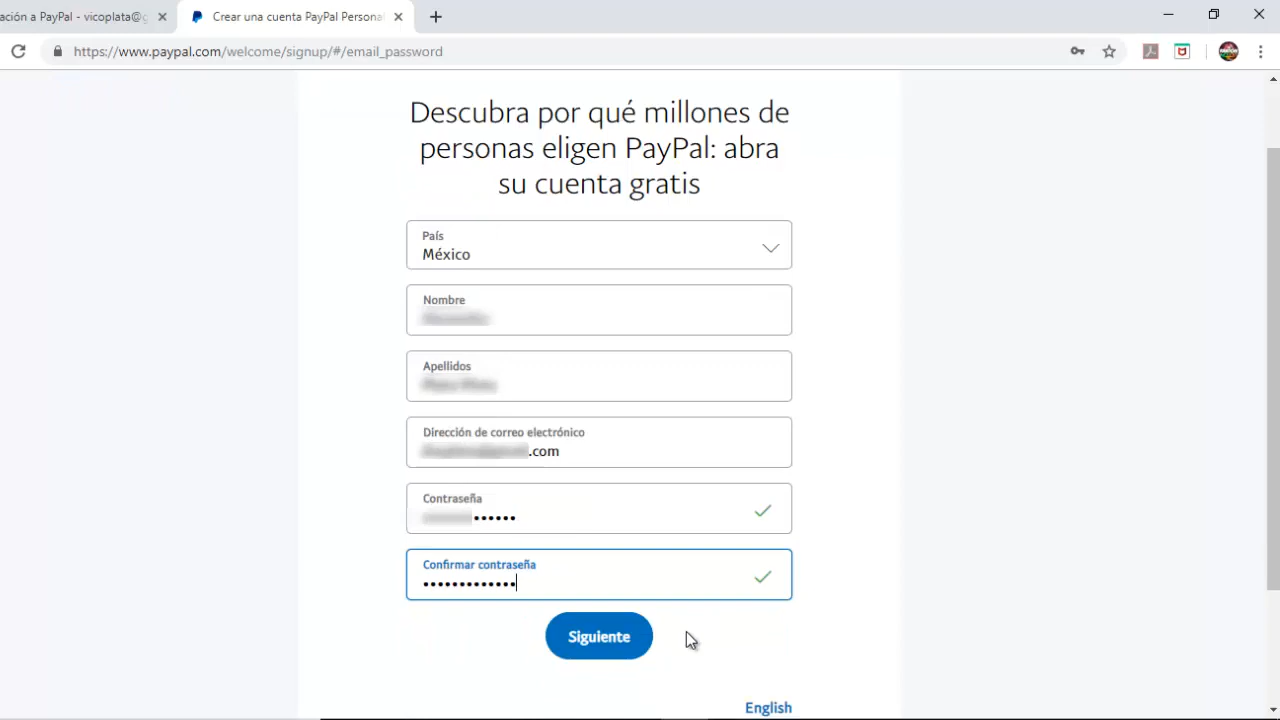 ación a PayPal - vicoplata@g
Crear una cuenta PayPal Persona
https://www.paypal.com/welcome/signup/#/email_password
Descubra por qué millones de
personas eligen PayPal: abra
su cuenta gratis
País
México
Nombre
Apellidos
Dirección de correo electrónico
.com
Contraseña
••••••
Confirmar contraseña
•••••••••••••
Siguiente
English